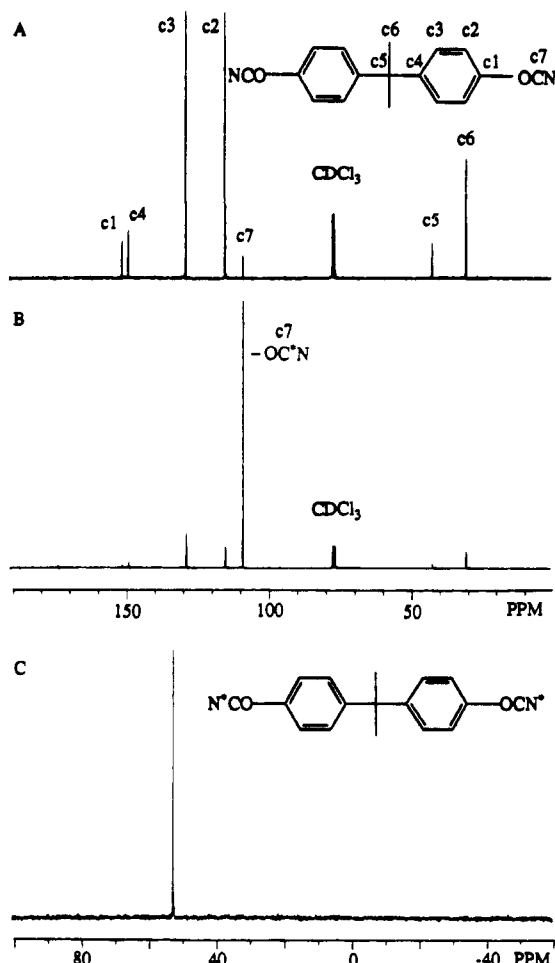 A
c3
c2
c6
c3
c2
c7
NCO
c5
c4
c1
OCN
CDCl3
c6
c1
c4
c7
c5
B
c7
– OC*N
CDCl3
150
100
50
PPM
C
N*CO
OCN*
80
40
0
-40
PPM